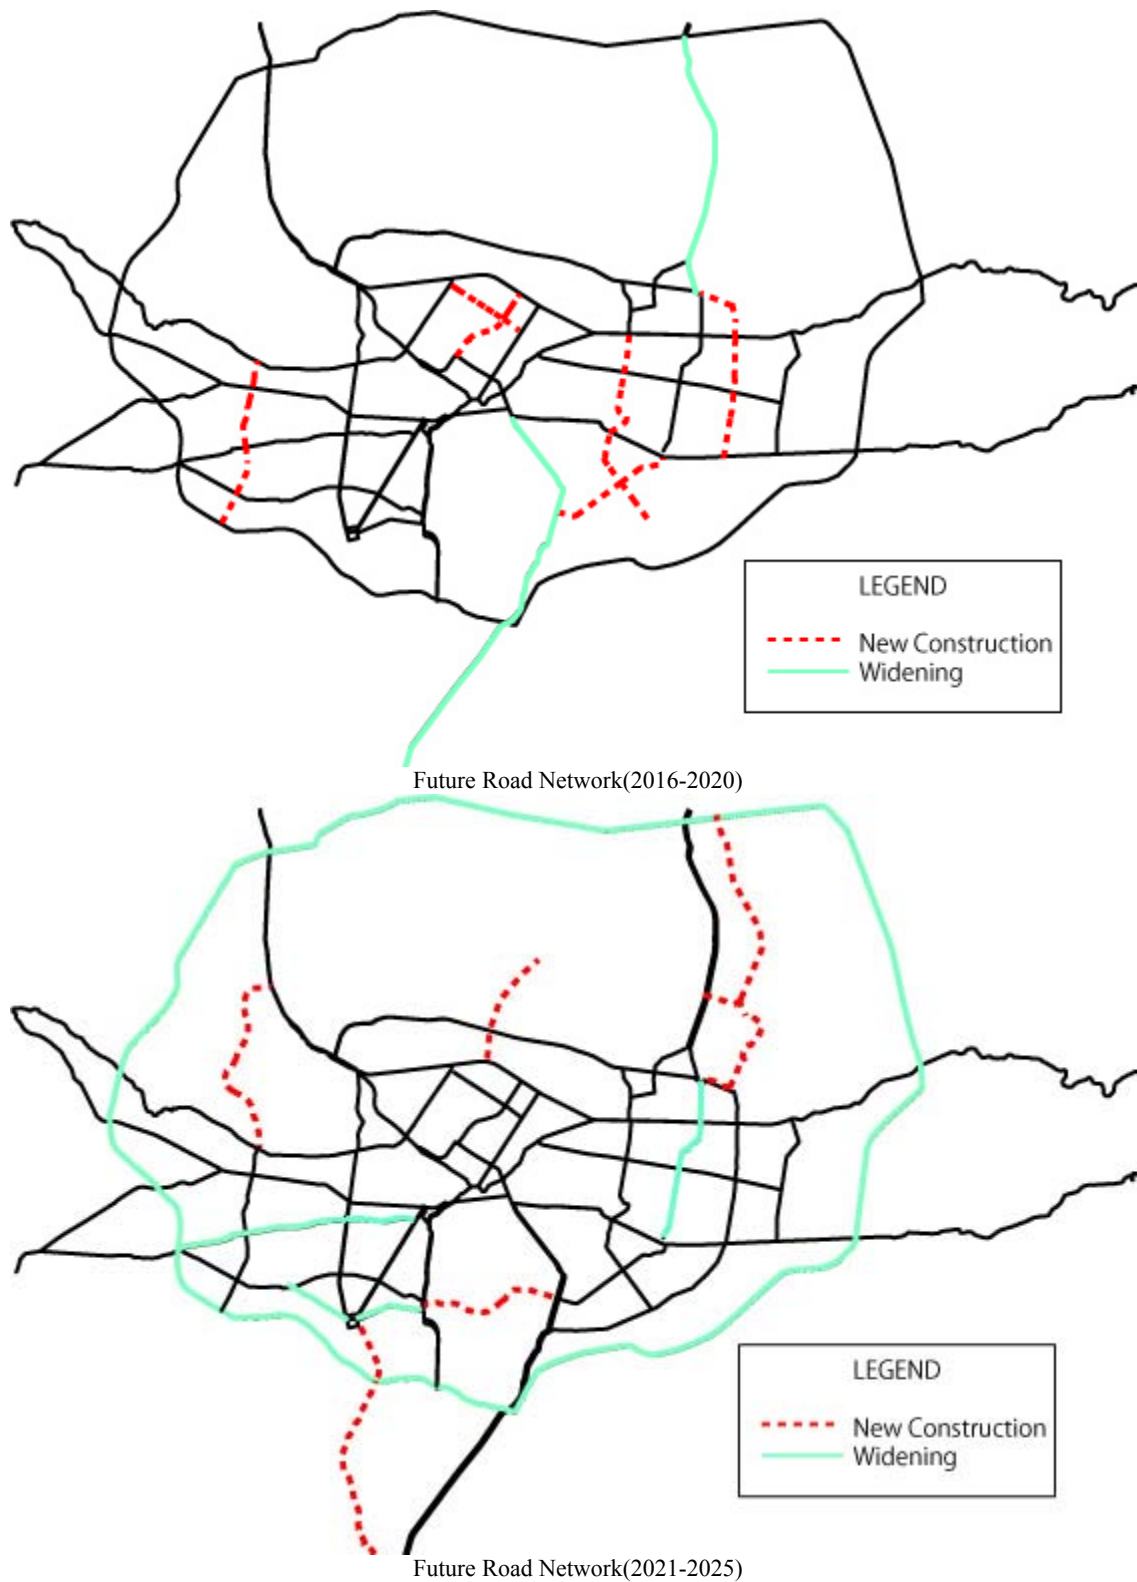 LEGEND
New Construction
Widening
Future Road Network(2016-2020)
LEGEND
New Construction
Widening
Future Road Network(2021-2025)